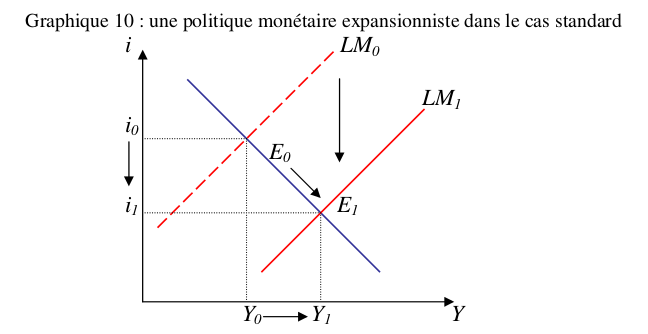 Graphique 10 : une politique monétaire expansionniste dans le cas standard
i
LM₀
LM₁
i₀
E₀
i₁
E₁
Y₀
Y₁
Y